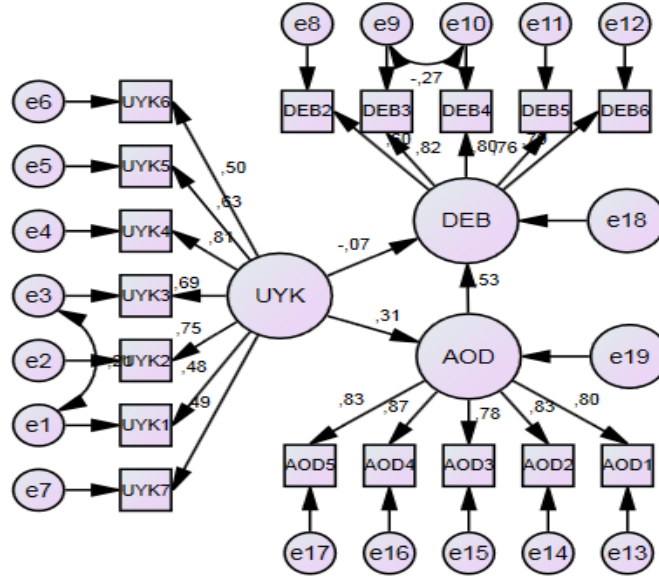 e8 e9 e10 e11 e12
-,27
DEB2 DEB3 DEB4 DEB5 DEB6
,82 ,80 ,76
e6 UYK6
e5 UYK5
e4 UYK4
e3 UYK3
e2 UYK2
e1 UYK1
e7 UYK7
,50
,63
,81
,69
,75
,48
,49
UYK
-,07
,31
DEB
e18
,53
AOD
e19
,83 ,87 ,78 ,83 ,80
AOD5 AOD4 AOD3 AOD2 AOD1
e17 e16 e15 e14 e13